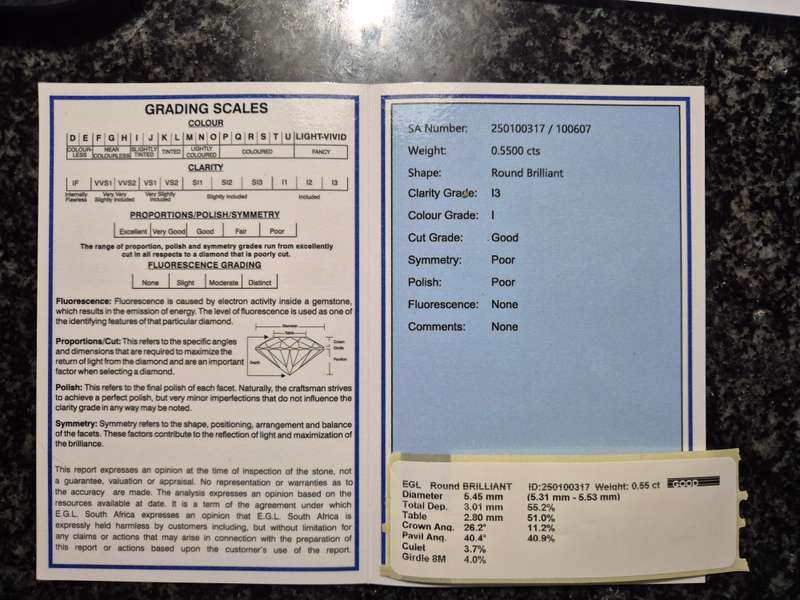 GRADING SCALES
COLOUR
D E F G H I J K L M N O P Q R S T U LIGHT-VIVID
COLOUR-LESS NEAR COLOURLESS SLIGHTLY TINTED TINTED LIGHTLY COLOURED COLOURED FANCY
CLARITY
IF VVS1 VVS2 VS1 VS2 SI1 SI2 SI3 I1 I2 I3
Internally Flawless Very Very Slightly Included Very Slightly Included Slightly Included Included
PROPORTIONS/POLISH/SYMMETRY
Excellent Very Good Good Fair Poor
The range of proportion, polish and symmetry grades run from excellently
cut in all respects to a diamond that is poorly cut.
FLUORESCENCE GRADING
None Slight Moderate Distinct
Fluorescence: Fluorescence is caused by electron activity inside a gemstone,
which results in the emission of energy. The level of fluorescence is used as one of
the identifying features of that particular diamond.
Proportions/Cut: This refers to the specific angles
and dimensions that are required to maximize the
return of light from the diamond and are an important
factor when selecting a diamond.
Diameter
Table
Crown
Girdle
Pavilion
Depth
Polish: This refers to the final polish of each facet. Naturally, the craftsman strives
to achieve a perfect polish, but very minor imperfections that do not influence the
clarity grade in any way may be noted.
Symmetry: Symmetry refers to the shape, positioning, arrangement and balance
of the facets. These factors contribute to the reflection of light and maximization of
the brilliance.
This report expresses an opinion at the time of inspection of the stone, not
a guarantee, valuation or appraisal. No representation or warranties as to
the accuracy are made. The analysis expresses an opinion based on the
resources available at date. It is a term of the agreement under which
E.G.L. South Africa expresses an opinion that E.G.L. South Africa is
expressly held harmless by customers including, but without limitation for
any claims or actions that may arise in connection with the preparation of
this report or actions based upon the customer's use of the report.
SA Number: 250100317 / 100607
Weight: 0.5500 cts
Shape: Round Brilliant
Clarity Grade: I3
Colour Grade: I
Cut Grade: Good
Symmetry: Poor
Polish: Poor
Fluorescence: None
Comments: None
EGL Round BRILLIANT ID:250100317 Weight: 0.55 ct GOOD
Diameter 5.45 mm (5.31 mm - 5.53 mm)
Total Dep. 3.01 mm 55.2%
Table 2.80 mm 51.0%
Crown Ang. 26.2° 11.2%
Pavil Ang. 40.4° 40.9%
Culet 3.7%
Girdle 8M 4.0%